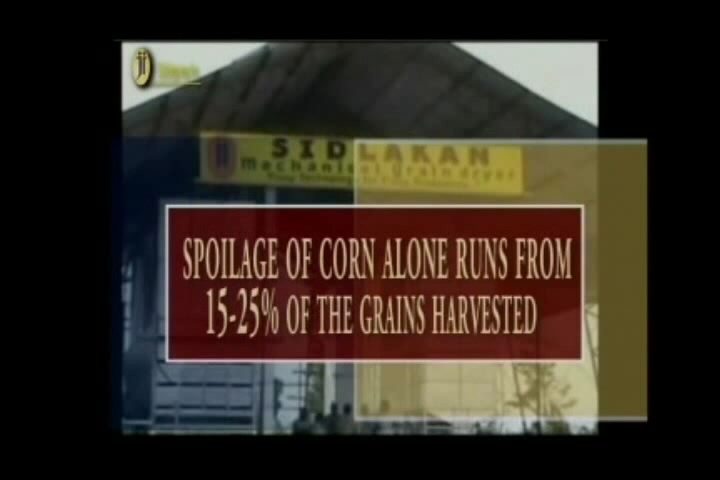 SIDLAKAN
mechanical grain dryer
SPOILAGE OF CORN ALONE RUNS FROM
15-25% OF THE GRAINS HARVESTED